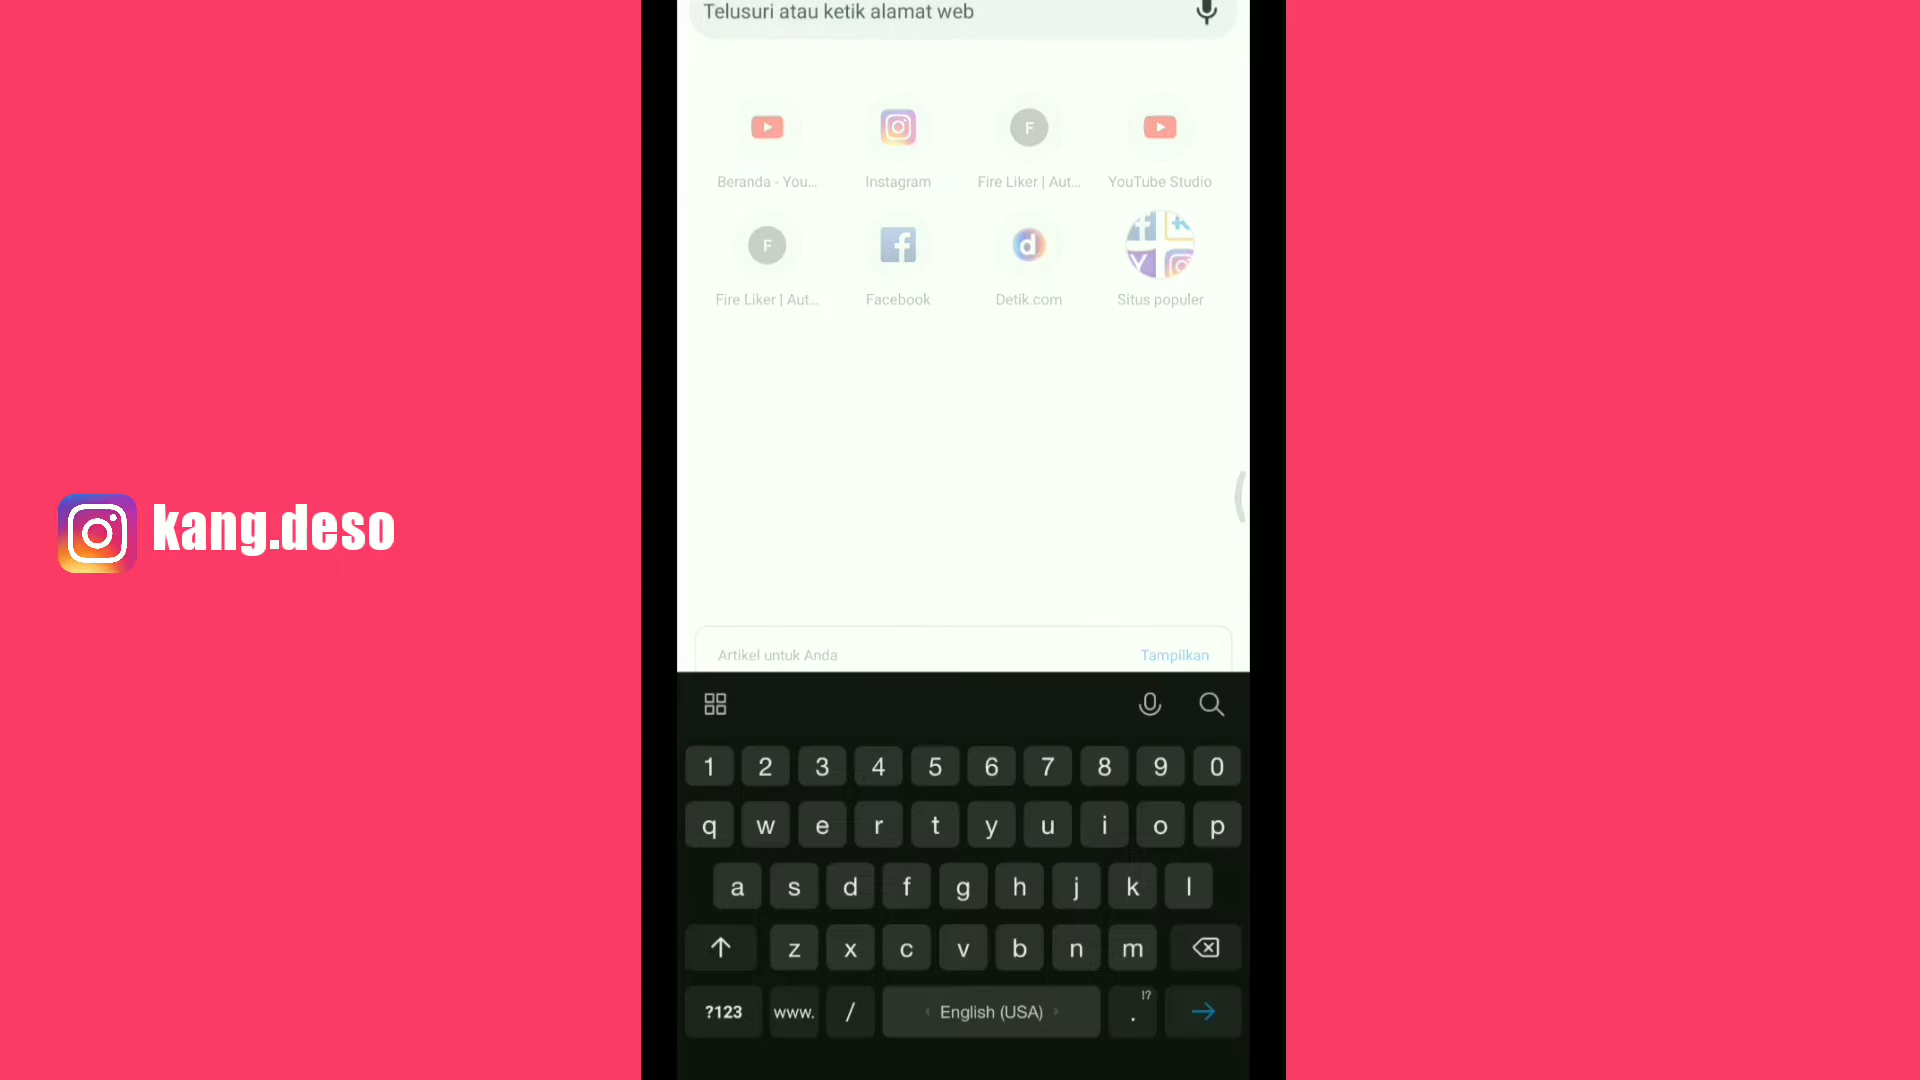 Telusuri atau ketik alamat web
Beranda - You... Instagram Fire Liker | Aut... YouTube Studio
Fire Liker | Aut... Facebook Detik.com Situs populer
kang.deso
Artikel untuk Anda Tampilkan
1 2 3 4 5 6 7 8 9 0
q w e r t y u i o p
a s d f g h j k l
z x c v b n m
?123 www. / English (USA) . !?